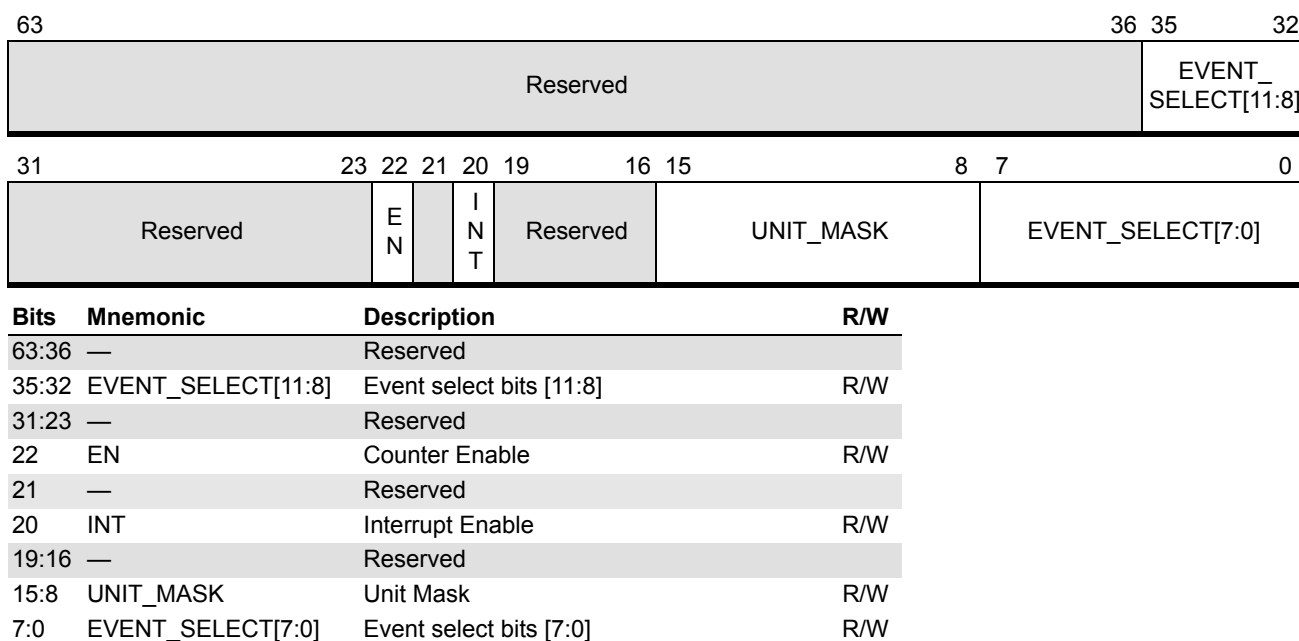 63 36 35 32
Reserved EVENT_
SELECT[11:8]
31 23 22 21 20 19 16 15 8 7 0
Reserved E
N I
N
T Reserved UNIT_MASK EVENT_SELECT[7:0]
Bits Mnemonic Description R/W
63:36 — Reserved
35:32 EVENT_SELECT[11:8] Event select bits [11:8] R/W
31:23 — Reserved
22 EN Counter Enable R/W
21 — Reserved
20 INT Interrupt Enable R/W
19:16 — Reserved
15:8 UNIT_MASK Unit Mask R/W
7:0 EVENT_SELECT[7:0] Event select bits [7:0] R/W